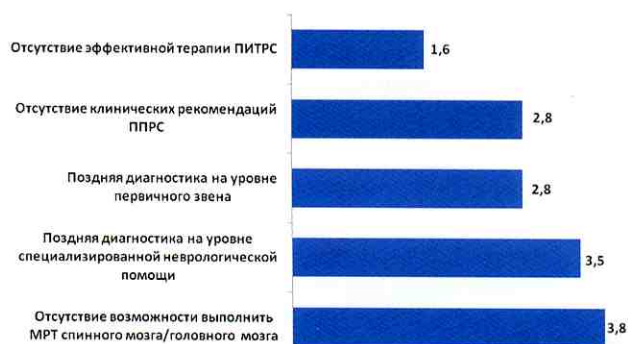 Отсутствие эффективной терапии ПИТРС
1,6
Отсутствие клинических рекомендаций
ППРС
2,8
Поздняя диагностика на уровне
первичного звена
2,8
Поздняя диагностика на уровне
специализированной неврологической
помощи
3,5
Отсутствие возможности выполнить
МРТ спинного мозга/головного мозга
3,8